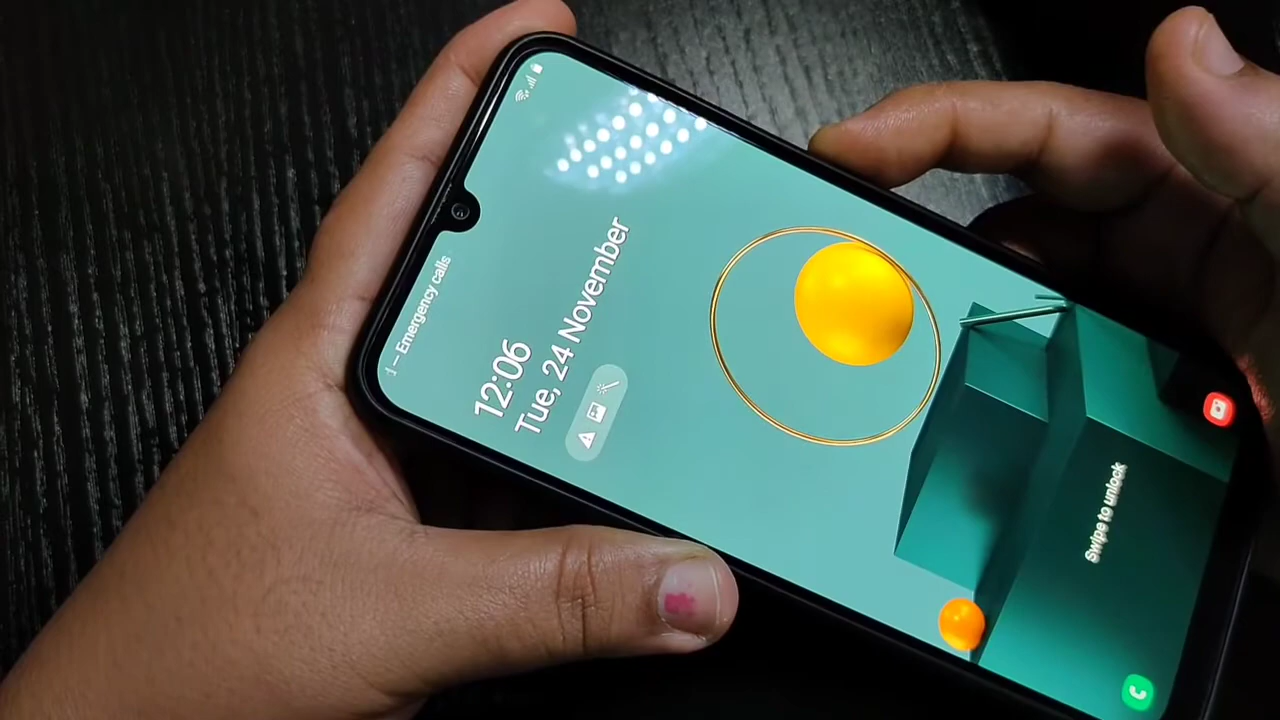 — Emergency calls
12:06
Tue, 24 November
Swipe to unlock